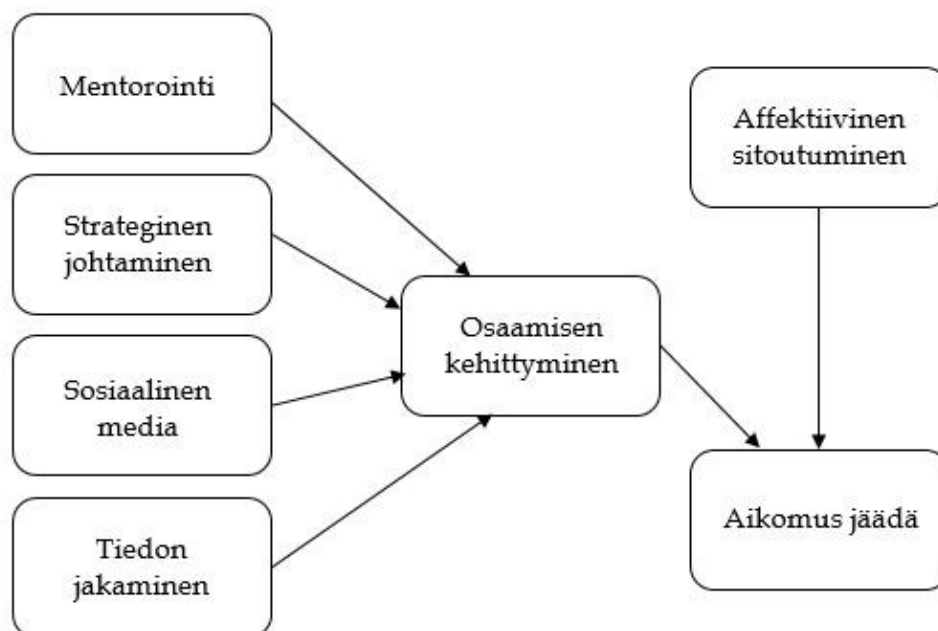 Mentorointi
Strateginen
johtaminen
Sosiaalinen
media
Tiedon
jakaminen
Osaamisen
kehittyminen
Affektiivinen
sitoutuminen
Aikomus jäädä